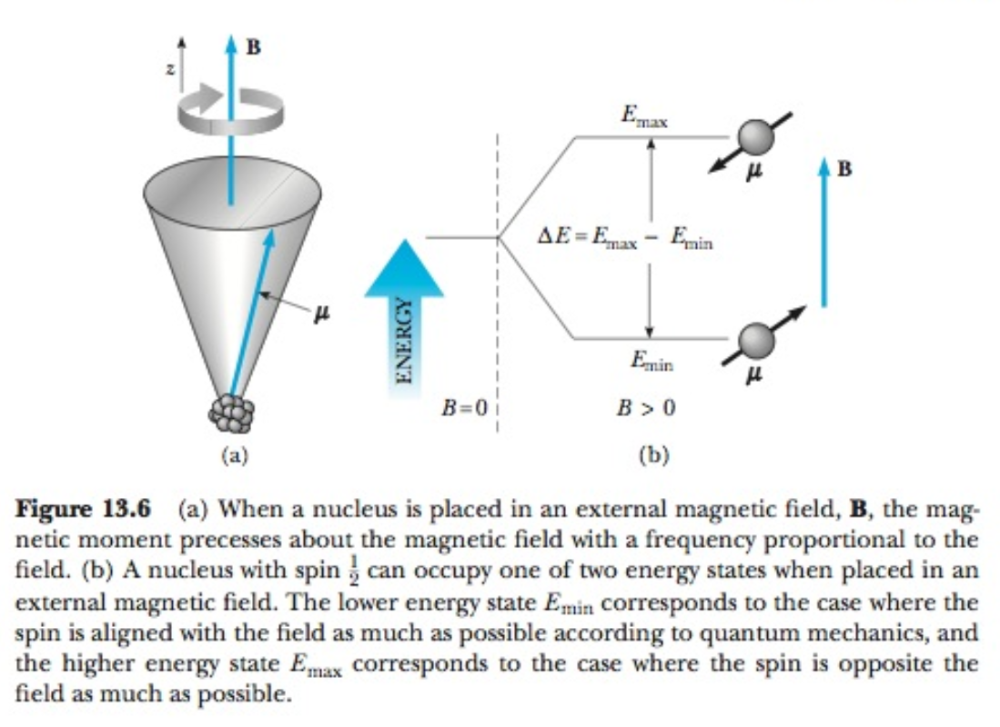 B
z
μ
(a)
ENERGY
B=0
E_max
μ
B
ΔE = E_max − E_min
E_min
μ
B > 0
(b)
Figure 13.6 (a) When a nucleus is placed in an external magnetic field, B, the mag-
netic moment precesses about the magnetic field with a frequency proportional to the
field. (b) A nucleus with spin ½ can occupy one of two energy states when placed in an
external magnetic field. The lower energy state E_min corresponds to the case where the
spin is aligned with the field as much as possible according to quantum mechanics, and
the higher energy state E_max corresponds to the case where the spin is opposite the
field as much as possible.